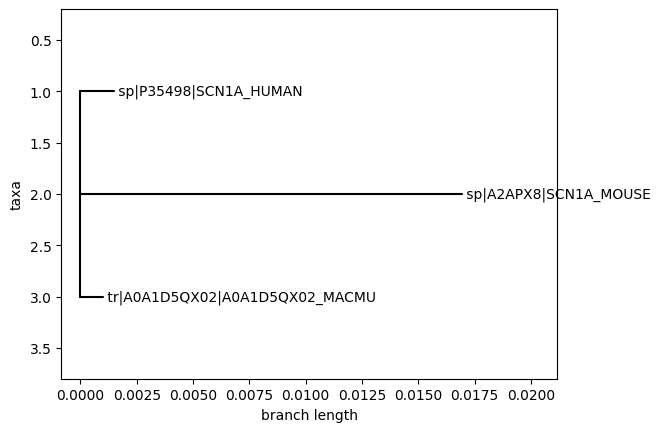 0.5
1.0
sp|P35498|SCN1A_HUMAN
1.5
taxa
2.0
sp|A2APX8|SCN1A_MOUSE
2.5
3.0
tr|A0A1D5QX02|A0A1D5QX02_MACMU
3.5
0.0000 0.0025 0.0050 0.0075 0.0100 0.0125 0.0150 0.0175 0.0200
branch length